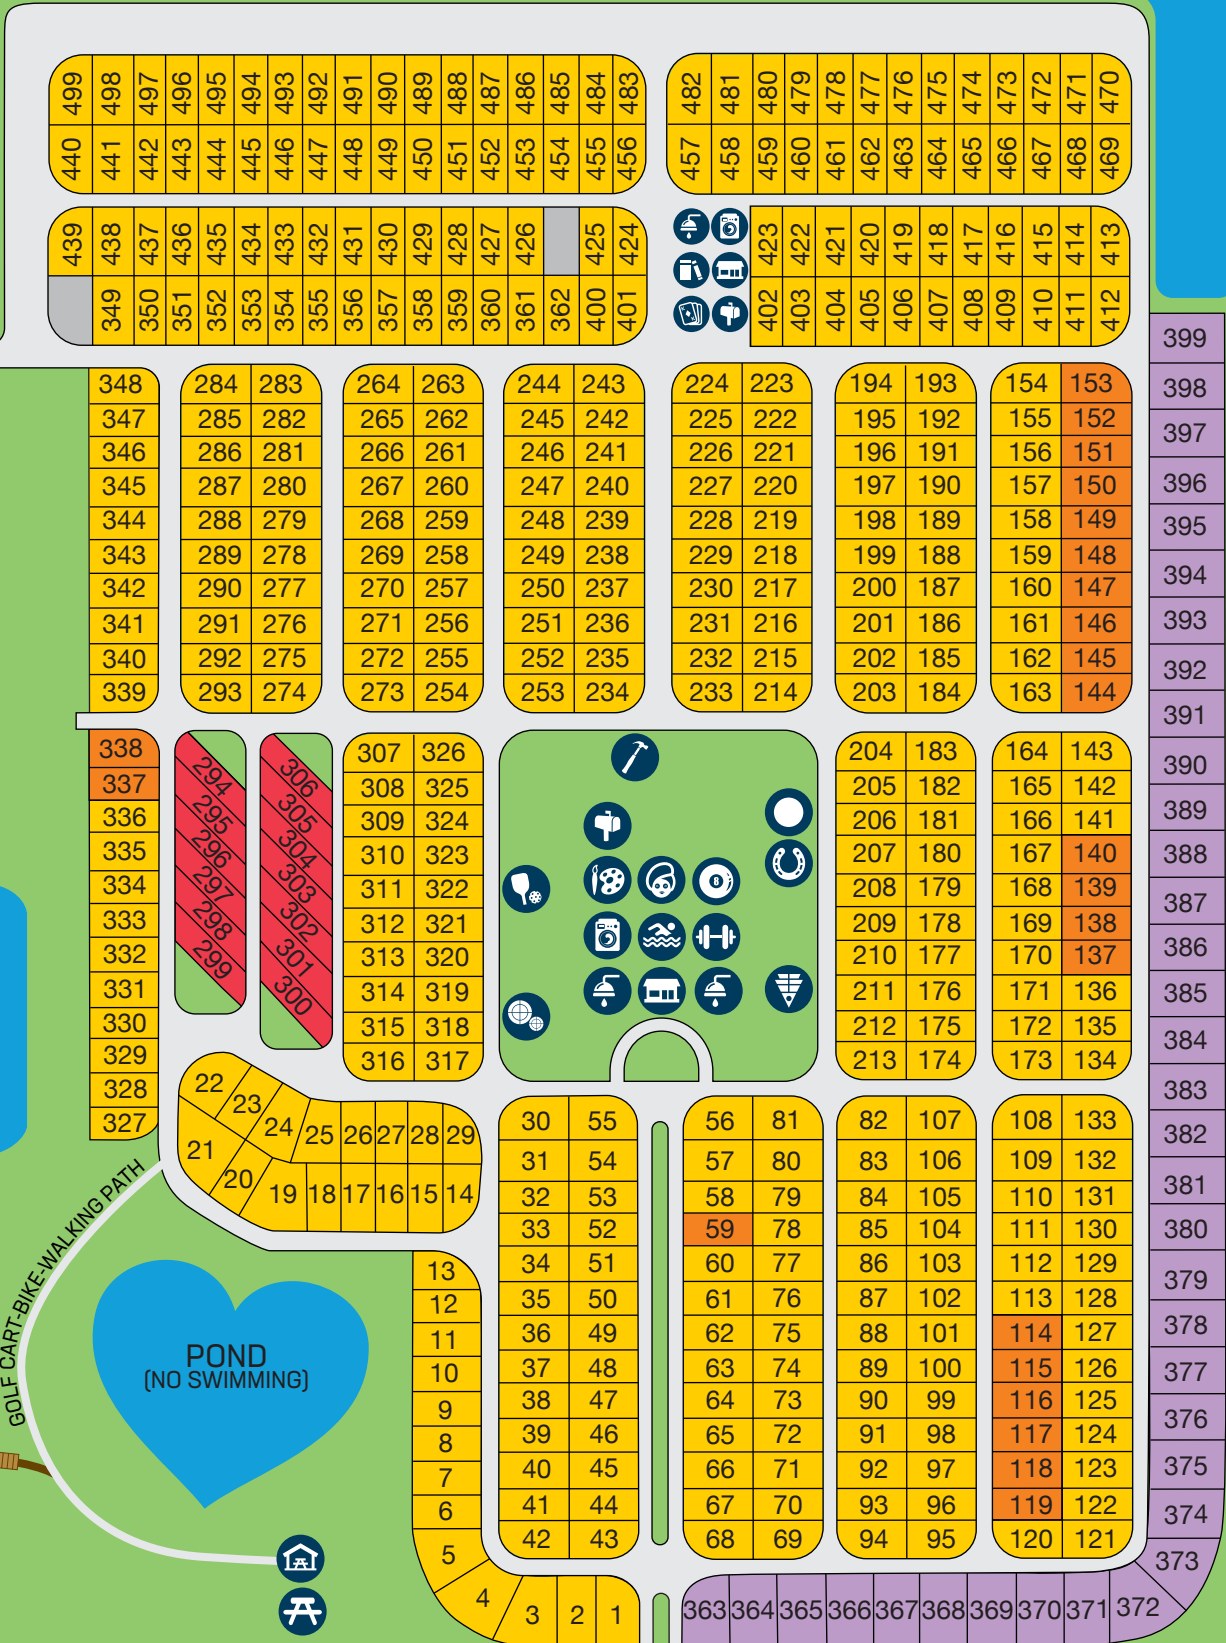 499 498 497 496 495 494 493 492 491 490 489 488 487 486 485 484 483 482 481 480 479 478 477 476 475 474 473 472 471 470
440 441 442 443 444 445 446 447 448 449 450 451 452 453 454 455 456 457 458 459 460 461 462 463 464 465 466 467 468 469
439 438 437 436 435 434 433 432 431 430 429 428 427 426 425 424 423 422 421 420 419 418 417 416 415 414 413
349 350 351 352 353 354 355 356 357 358 359 360 361 362 400 401 402 403 404 405 406 407 408 409 410 411 412
399
348 284 283 264 263 244 243 224 223 194 193 154 153 398
347 285 282 265 262 245 242 225 222 195 192 155 152 397
346 286 281 266 261 246 241 226 221 196 191 156 151
345 287 280 267 260 247 240 227 220 197 190 157 150 396
344 288 279 268 259 248 239 228 219 198 189 158 149 395
343 289 278 269 258 249 238 229 218 199 188 159 148
342 290 277 270 257 250 237 230 217 200 187 160 147 394
341 291 276 271 256 251 236 231 216 201 186 161 146 393
340 292 275 272 255 252 235 232 215 202 185 162 145 392
339 293 274 273 254 253 234 233 214 203 184 163 144
391
338 294 306 307 326 204 183 164 143 390
337 295 305 308 325 205 182 165 142
336 296 304 309 324 206 181 166 141 389
335 297 303 310 323 207 180 167 140 388
334 298 302 311 322 8 208 179 168 139 387
333 299 301 312 321 209 178 169 138
332 300 313 320 210 177 170 137 386
331 314 319 211 176 171 136 385
330 315 318 212 175 172 135 384
329 316 317 213 174 173 134
328 22 23 383
327 24 25 26 27 28 29 30 55 56 81 82 107 108 133 382
21 20 19 18 17 16 15 14 31 54 57 80 83 106 109 132
32 53 58 79 84 105 110 131 381
33 52 59 78 85 104 111 130 380
13 34 51 60 77 86 103 112 129 379
12 35 50 61 76 87 102 113 128
11 36 49 62 75 88 101 114 127 378
10 37 48 63 74 89 100 115 126 377
9 38 47 64 73 90 99 116 125 376
8 39 46 65 72 91 98 117 124
7 40 45 66 71 92 97 118 123 375
6 41 44 67 70 93 96 119 122 374
5 42 43 68 69 94 95 120 121 373
4 3 2 1 363 364 365 366 367 368 369 370 371 372
GOLF CART-BIKE-WALKING PATH
POND
(NO SWIMMING)